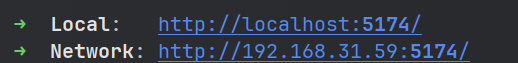 ➜ Local: http://localhost:5174/
➜ Network: http://192.168.31.59:5174/